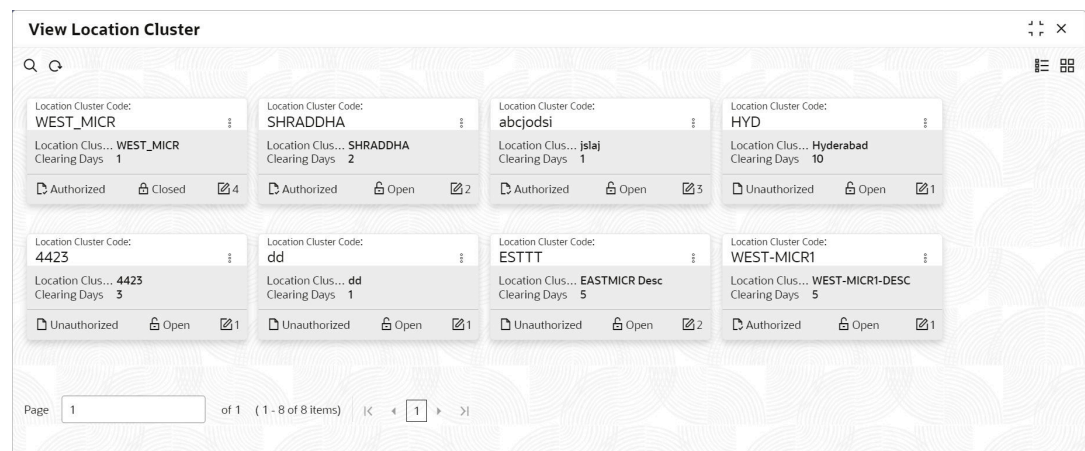 View Location Cluster
Location Cluster Code: Location Cluster Code: Location Cluster Code: Location Cluster Code:
WEST_MICR SHRADDHA abcjodsi HYD
Location Clus... WEST_MICR Location Clus... SHRADDHA Location Clus... jslaj Location Clus... Hyderabad
Clearing Days 1 Clearing Days 2 Clearing Days 1 Clearing Days 10
Authorized Closed 4 Authorized Open 2 Authorized Open 3 Unauthorized Open 1
Location Cluster Code: Location Cluster Code: Location Cluster Code: Location Cluster Code:
4423 dd ESTTT WEST-MICR1
Location Clus... 4423 Location Clus... dd Location Clus... EASTMICR Desc Location Clus... WEST-MICR1-DESC
Clearing Days 3 Clearing Days 1 Clearing Days 5 Clearing Days 5
Unauthorized Open 1 Unauthorized Open 1 Unauthorized Open 2 Authorized Open 1
Page 1 of 1 ( 1 - 8 of 8 items) 1